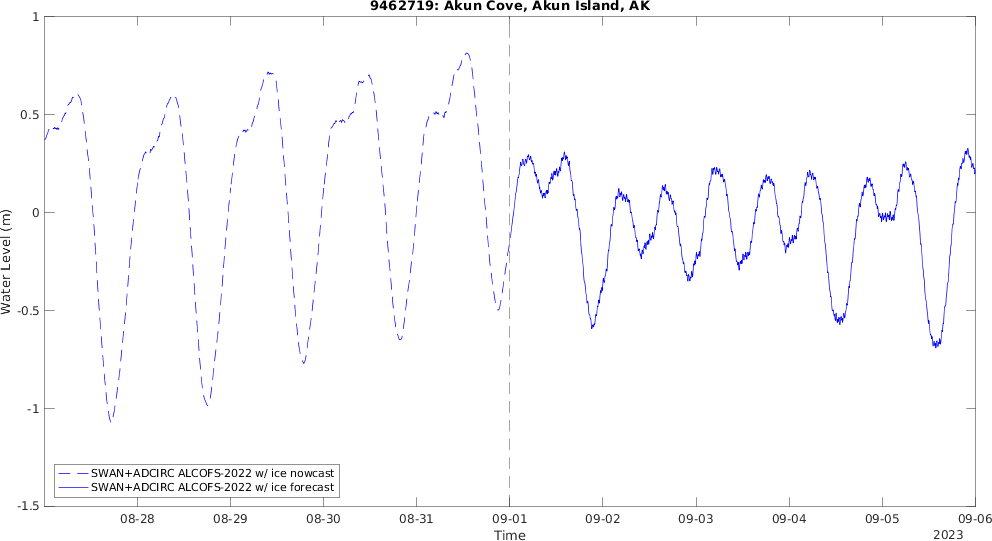 9462719: Akun Cove, Akun Island, AK
1
0.5
0
-0.5
-1
-1.5
Water Level (m)
SWAN+ADCIRC ALCOFS-2022 w/ ice nowcast
SWAN+ADCIRC ALCOFS-2022 w/ ice forecast
08-28 08-29 08-30 08-31 09-01 09-02 09-03 09-04 09-05 09-06
Time
2023